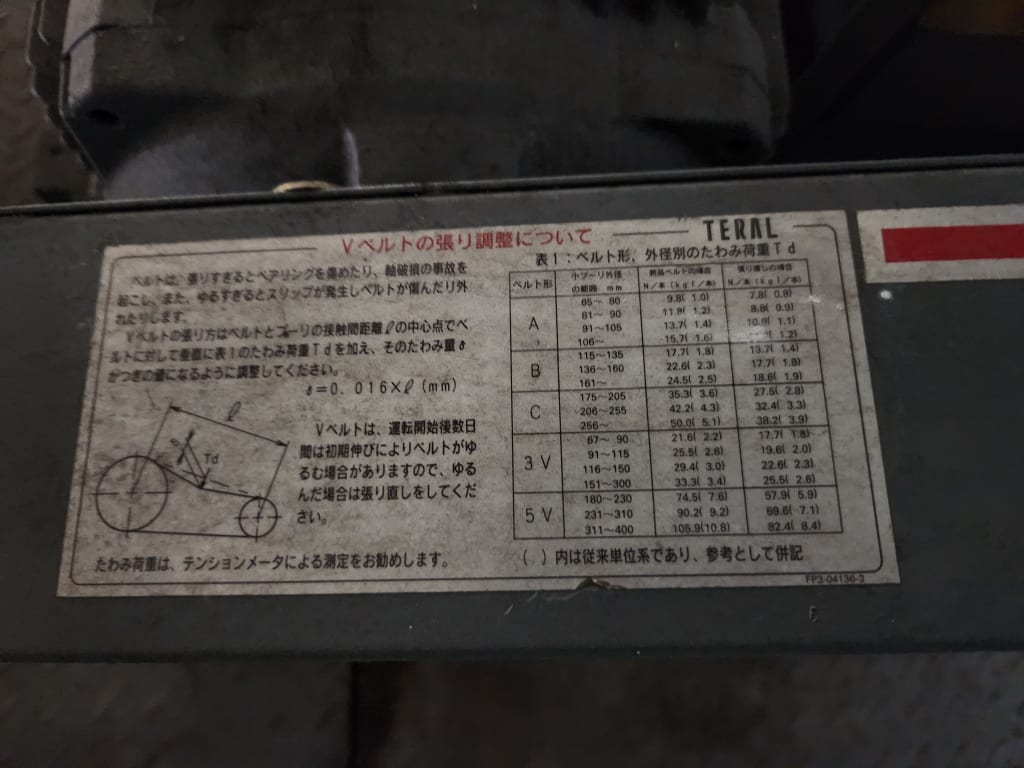 Vベルトの張り調整について
TERAL
ベルトは、張りすぎるとベアリングを傷めたり、軸破損の事故を
起こし、また、ゆるすぎるとスリップが発生しベルトが傷んだり外
れたりします。
Vベルトの張り方はベルトとプーリの接触間距離ℓの中心点でベ
ルトに対して垂直に表1のたわみ荷重Tdを加え、そのたわみ量δ
がつぎの量になるように調整してください。
δ=0.016×ℓ(mm)
ℓ
δ
Td
Vベルトは、運転開始後数日
間は初期伸びによりベルトがゆ
るむ場合がありますので、ゆる
んだ場合は張り直しをしてくだ
さい。
たわみ荷重は、テンションメータによる測定をお勧めします。
表1:ベルト形, 外径別のたわみ荷重Td
ベルト形 小プーリ外径の範囲 mm 新品ベルトの場合 N/本(kgf/本) 張り直しの場合 N/本(kgf/本)
A 65~80 9.8(1.0) 7.8(0.8)
81~90 11.8(1.2) 8.8(0.9)
91~105 13.7(1.4) 10.8(1.1)
106~ 15.7(1.6) (1.2)
B 115~135 17.7(1.8) 13.7(1.4)
136~160 22.6(2.3) 17.7(1.8)
161~ 24.5(2.5) 18.6(1.9)
C 175~205 35.3(3.6) 27.5(2.8)
206~255 42.2(4.3) 32.4(3.3)
256~ 50.0(5.1) 38.2(3.9)
3V 67~90 21.6(2.2) 17.7(1.8)
91~115 25.5(2.6) 19.6(2.0)
116~150 29.4(3.0) 22.6(2.3)
151~300 33.3(3.4) 25.5(2.6)
5V 180~230 74.5(7.6) 57.9(5.9)
231~310 90.2(9.2) 69.6(7.1)
311~400 105.9(10.8) 82.4(8.4)
( )内は従来単位系であり、参考として併記
FP3-04136-3